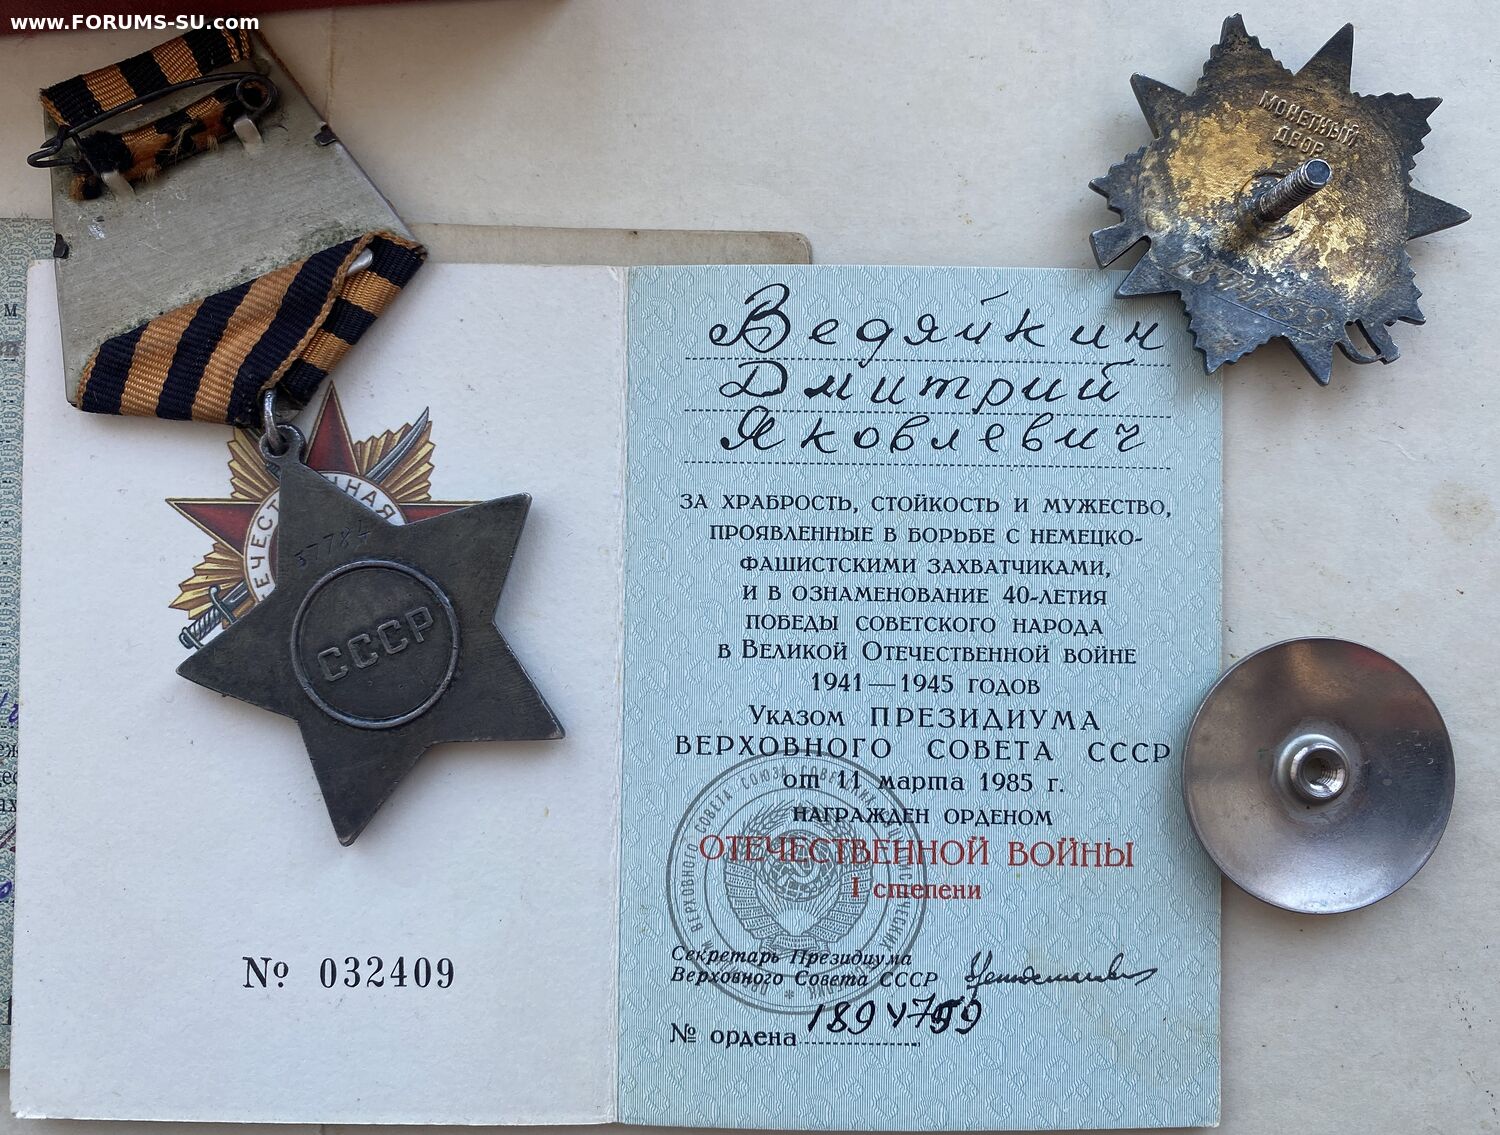 www.FORUMS-SU.com
МОНЕТНЫЙ
ДВОР
Ведяйкин
Дмитрий
Яковлевич
ЗА ХРАБРОСТЬ, СТОЙКОСТЬ И МУЖЕСТВО,
ПРОЯВЛЕННЫЕ В БОРЬБЕ С НЕМЕЦКО-
ФАШИСТСКИМИ ЗАХВАТЧИКАМИ,
И В ОЗНАМЕНОВАНИЕ 40-ЛЕТИЯ
ПОБЕДЫ СОВЕТСКОГО НАРОДА
В ВЕЛИКОЙ ОТЕЧЕСТВЕННОЙ ВОЙНЕ
1941—1945 ГОДОВ
УКАЗОМ ПРЕЗИДИУМА
ВЕРХОВНОГО СОВЕТА СССР
от 11 марта 1985 г.
НАГРАЖДЕН ОРДЕНОМ
ОТЕЧЕСТВЕННОЙ ВОЙНЫ
I степени
Секретарь Президиума
Верховного Совета СССР
№ ордена
СССР
№ 032409